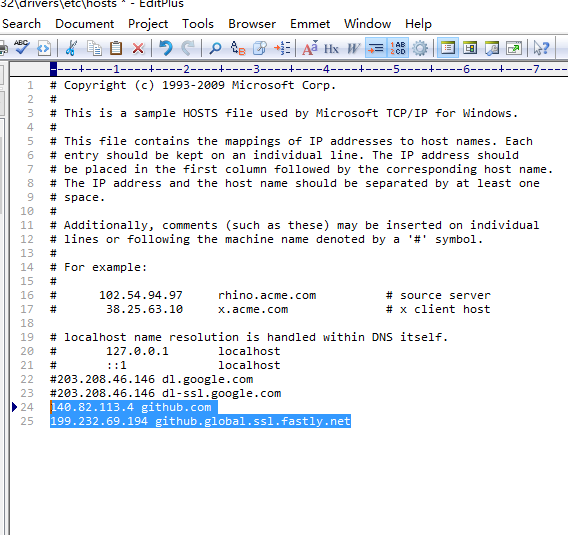 32\drivers\etc\hosts * - EditPlus
Search Document Project Tools Browser Emmet Window Help
----+----1----+----2----+----3----+----4----+----5----+----6----+----7----
1 # Copyright (c) 1993-2009 Microsoft Corp.
2 #
3 # This is a sample HOSTS file used by Microsoft TCP/IP for Windows.
4 #
5 # This file contains the mappings of IP addresses to host names. Each
6 # entry should be kept on an individual line. The IP address should
7 # be placed in the first column followed by the corresponding host name.
8 # The IP address and the host name should be separated by at least one
9 # space.
10 #
11 # Additionally, comments (such as these) may be inserted on individual
12 # lines or following the machine name denoted by a '#' symbol.
13 #
14 # For example:
15 #
16 #      102.54.94.97     rhino.acme.com          # source server
17 #       38.25.63.10     x.acme.com              # x client host
18
19 # localhost name resolution is handled within DNS itself.
20 #       127.0.0.1       localhost
21 #       ::1             localhost
22 #203.208.46.146 dl.google.com
23 #203.208.46.146 dl-ssl.google.com
24 140.82.113.4 github.com
25 199.232.69.194 github.global.ssl.fastly.net